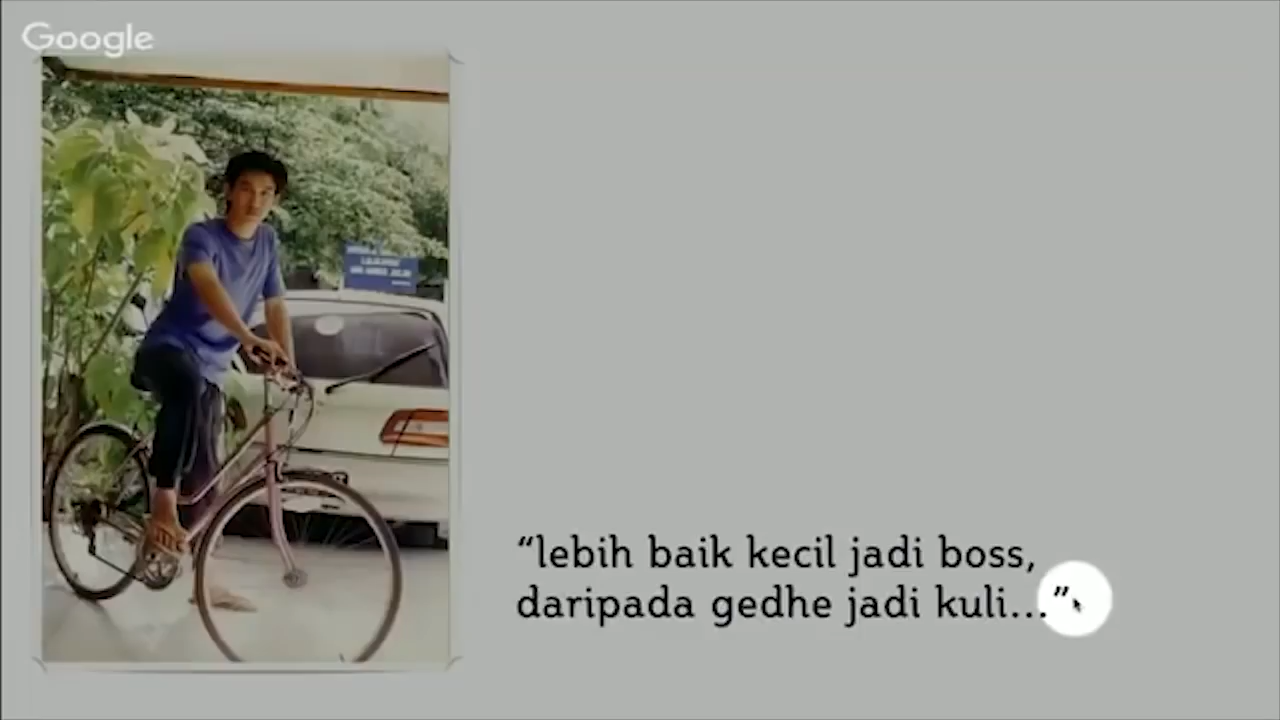 Google
“lebih baik kecil jadi boss,
daripada gedhe jadi kuli...”